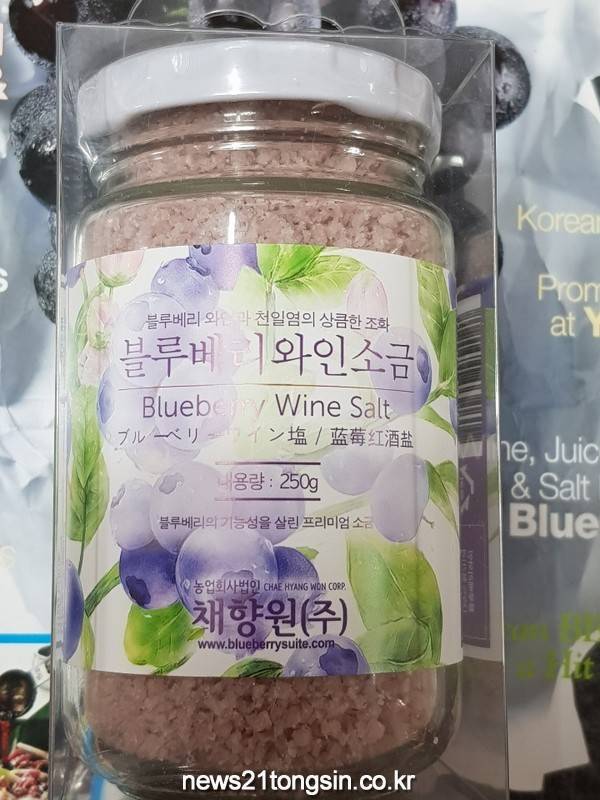 블루베리 와인과 천일염의 상큼한 조화
블루베리와인소금
Blueberry Wine Salt
ブルーベリーワイン塩 / 蓝莓红酒盐
내용량 : 250g
블루베리의 기능성을 살린 프리미엄 소금
농업회사법인 CHAE HYANG WON CORP.
채향원(주)
www.blueberrysuite.com
Korean
at Y
Juic
& Salt
Blue
Hit
news21tongsin.co.kr